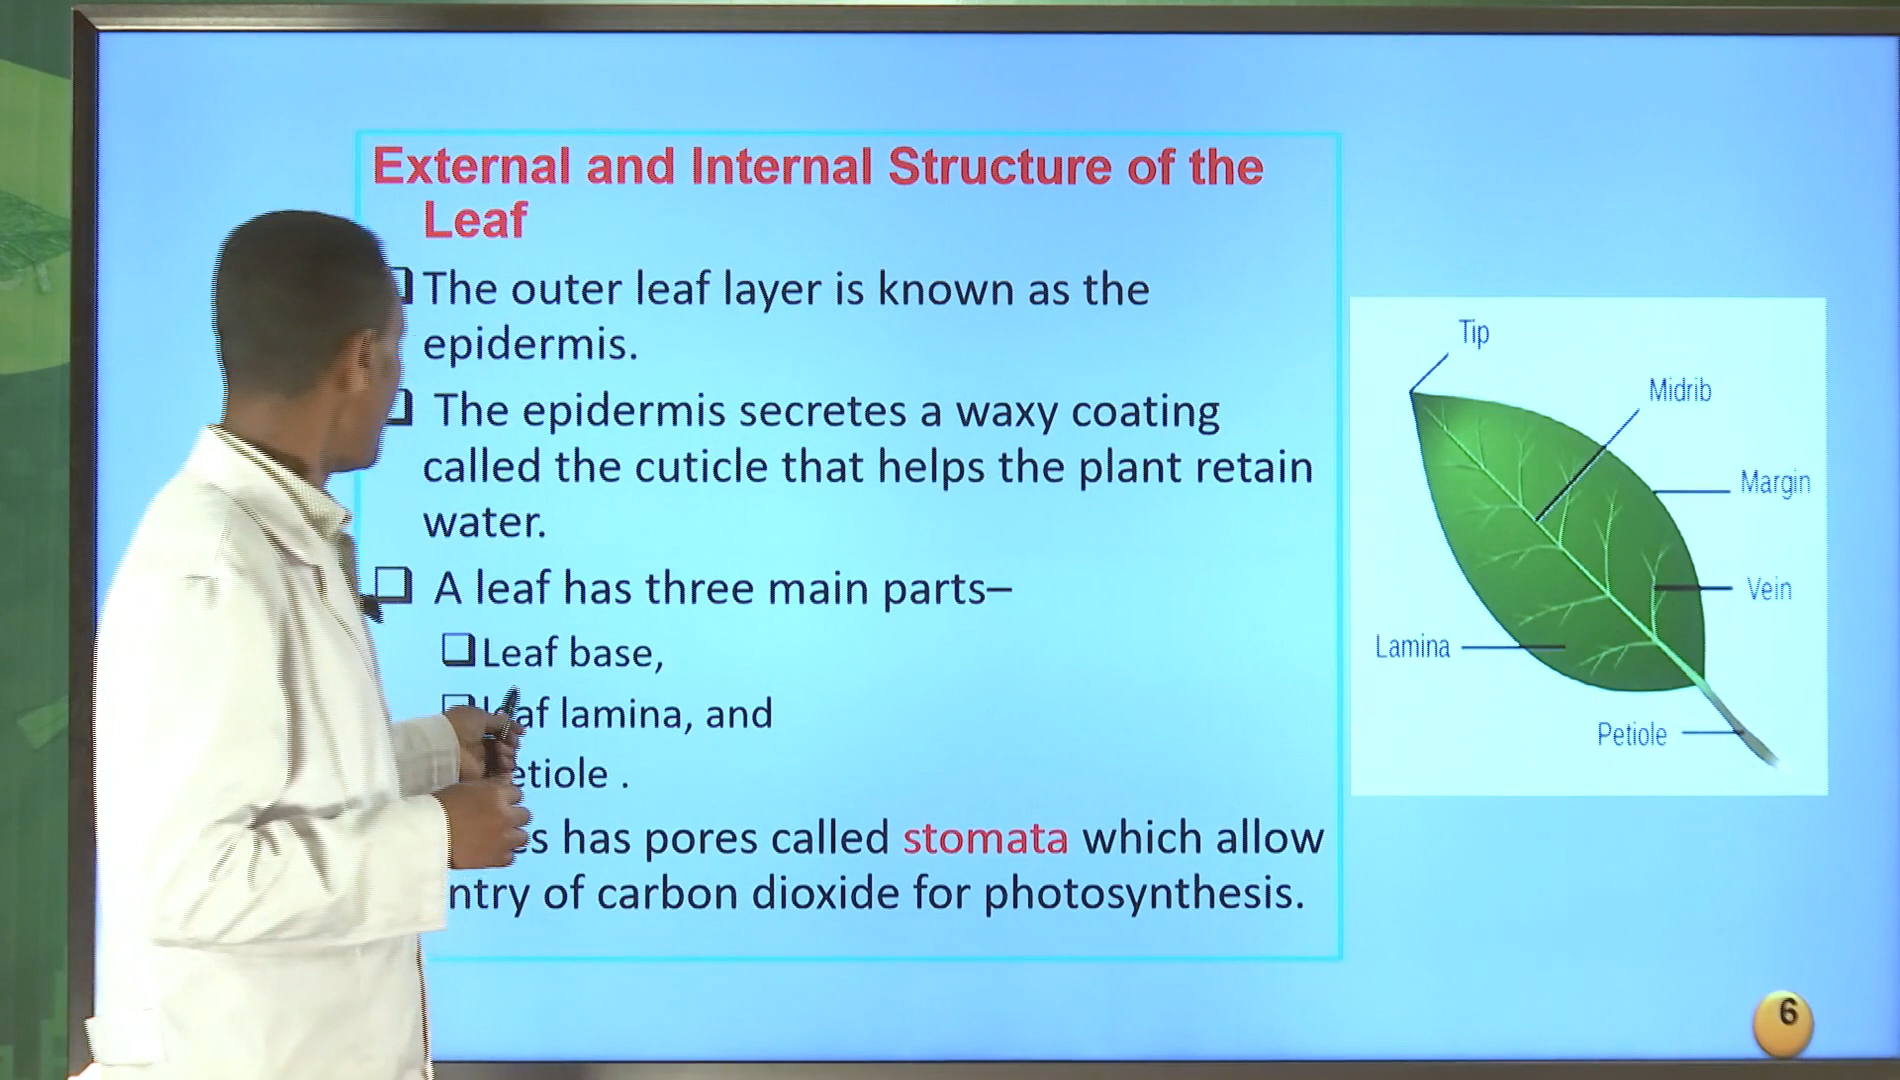 External and Internal Structure of the
Leaf
The outer leaf layer is known as the
epidermis.
The epidermis secretes a waxy coating
called the cuticle that helps the plant retain
water.
A leaf has three main parts–
Leaf base,
lamina, and
has pores called stomata which allow
of carbon dioxide for photosynthesis.
Tip
Midrib
Margin
Vein
Lamina
Petiole
6